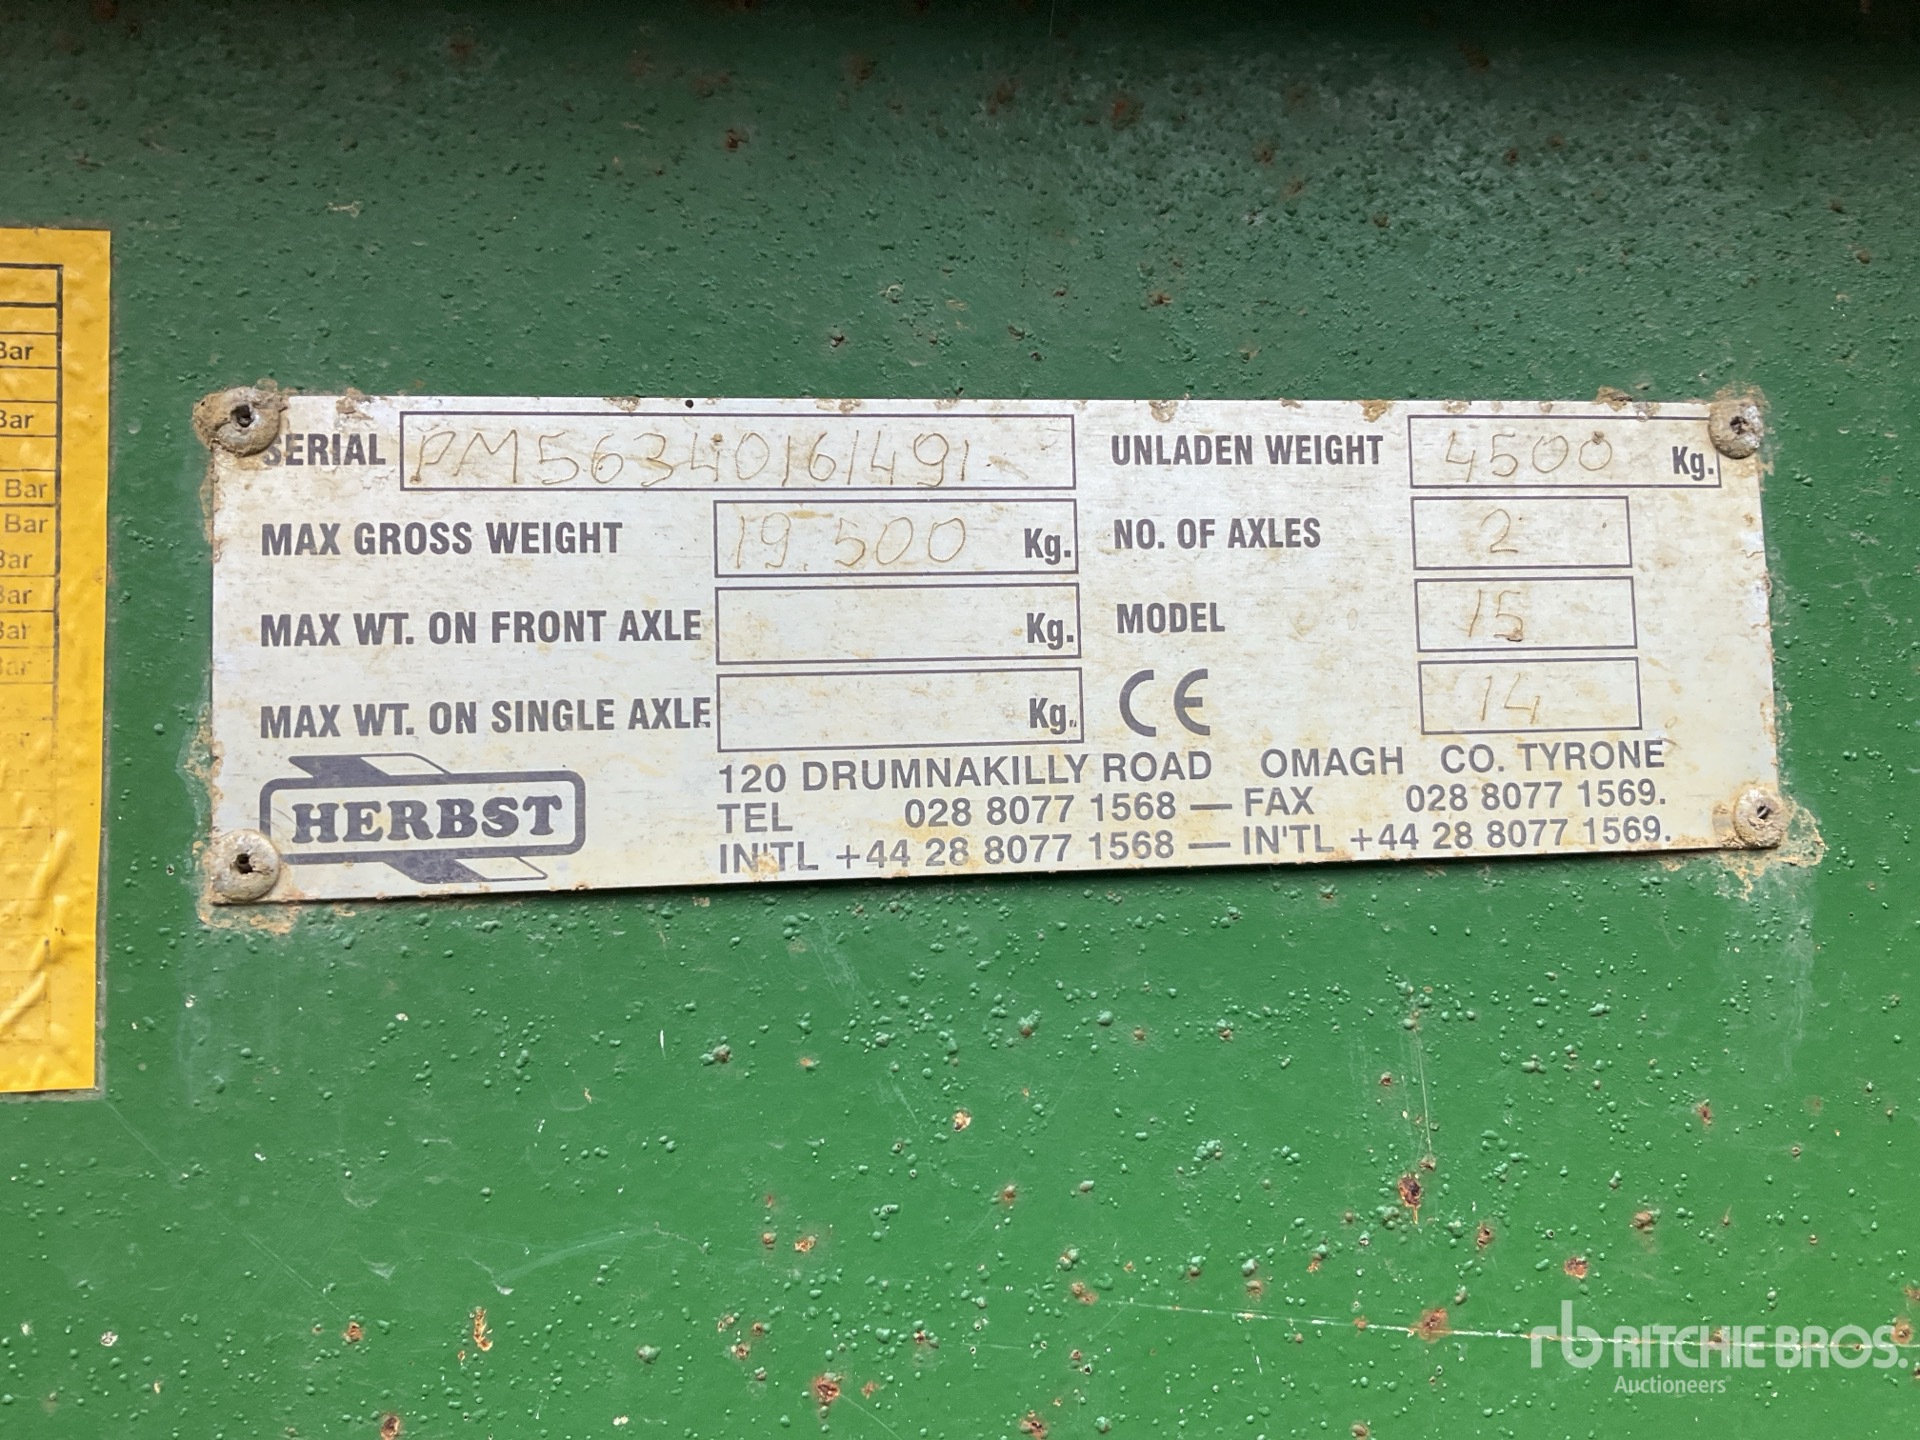 SERIAL PM56340161491 UNLADEN WEIGHT 4500 Kg.
MAX GROSS WEIGHT 19.500 Kg. NO. OF AXLES 2
MAX WT. ON FRONT AXLE Kg. MODEL 15
MAX WT. ON SINGLE AXLE Kg. CE 14
HERBST
120 DRUMNAKILLY ROAD OMAGH CO. TYRONE
TEL 028 8077 1568 — FAX 028 8077 1569.
IN'TL +44 28 8077 1568 — IN'TL +44 28 8077 1569.
Bar
Bar
Bar
Bar
Bar
Bar
Bar
Bar
rb RITCHIE BROS.
Auctioneers